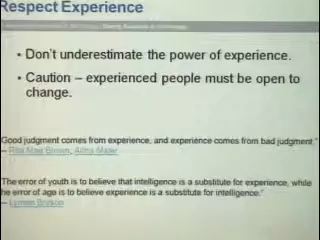 Respect Experience
• Don't underestimate the power of experience.
• Caution – experienced people must be open to
change.
Good judgment comes from experience, and experience comes from bad judgment."
– Rita Mae Brown, Alma Mater
The error of youth is to believe that intelligence is a substitute for experience, while
he error of age is to believe experience is a substitute for intelligence."
– Lyman Bryson